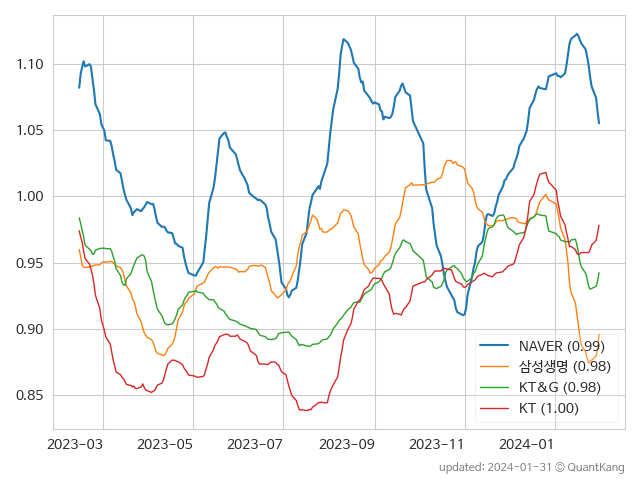 1.10
1.05
1.00
0.95
0.90
0.85
NAVER (0.99)
삼성생명 (0.98)
KT&G (0.98)
KT (1.00)
2023-03 2023-05 2023-07 2023-09 2023-11 2024-01
updated: 2024-01-31 © QuantKang